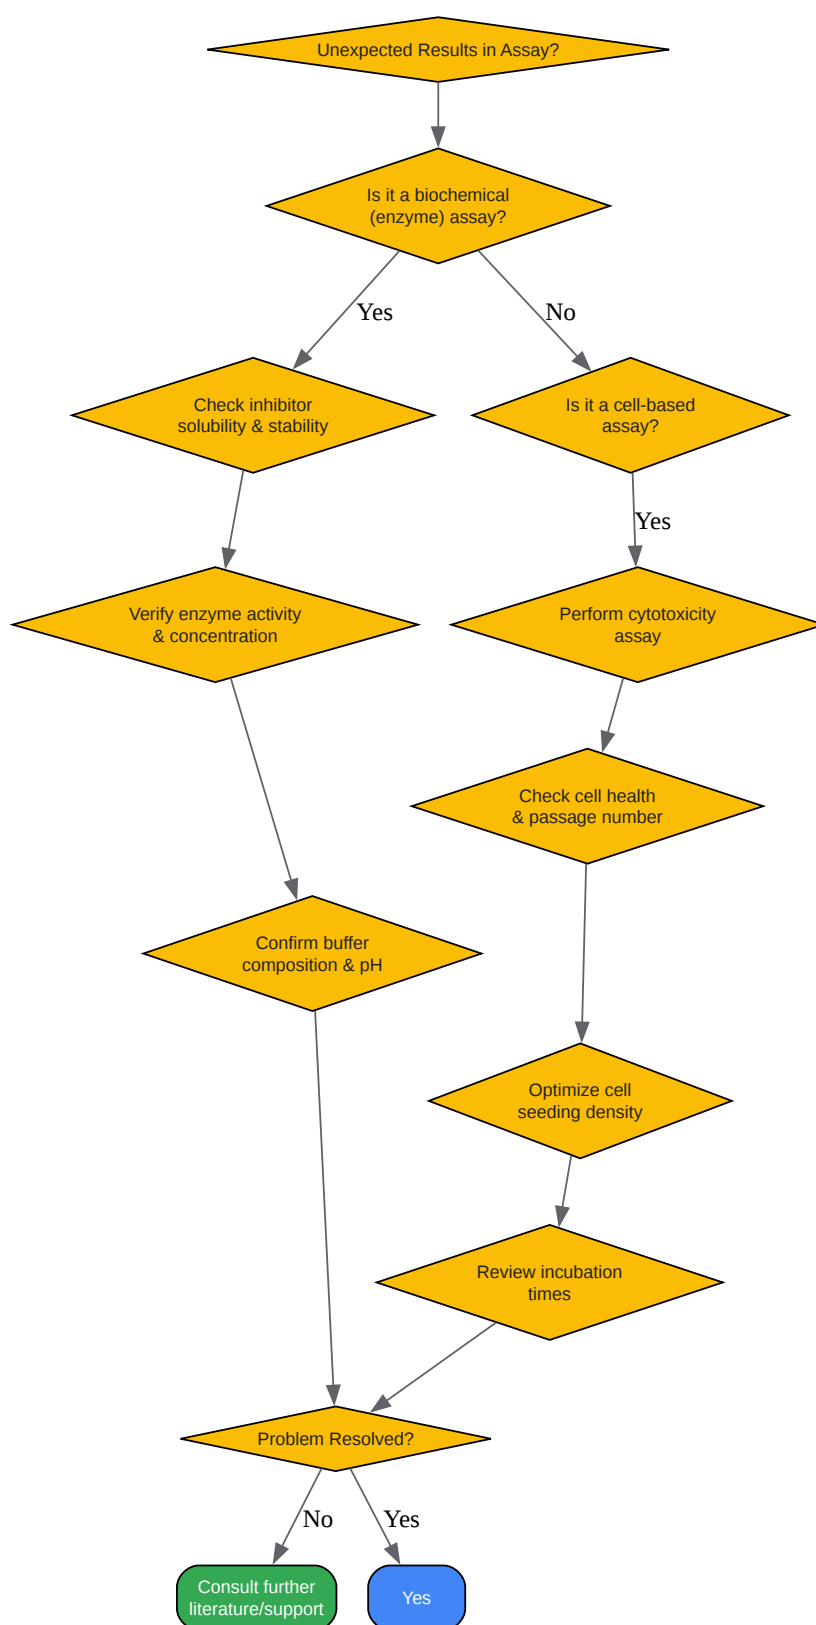 Unexpected Results in Assay?
Is it a biochemical
(enzyme) assay?
Yes
No
Check inhibitor
solubility & stability
Is it a cell-based
assay?
Yes
Verify enzyme activity
& concentration
Perform cytotoxicity
assay
Check cell health
& passage number
Confirm buffer
composition & pH
Optimize cell
seeding density
Review incubation
times
Problem Resolved?
No
Yes
Consult further
literature/support
Yes